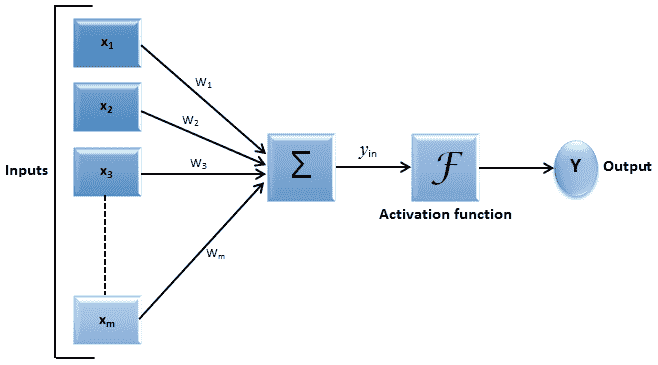 x₁
w₁
x₂
w₂
Inputs
x₃
w₃
Σ
yᵢₙ
ℱ
Y
Output
Activation function
wₘ
xₘ